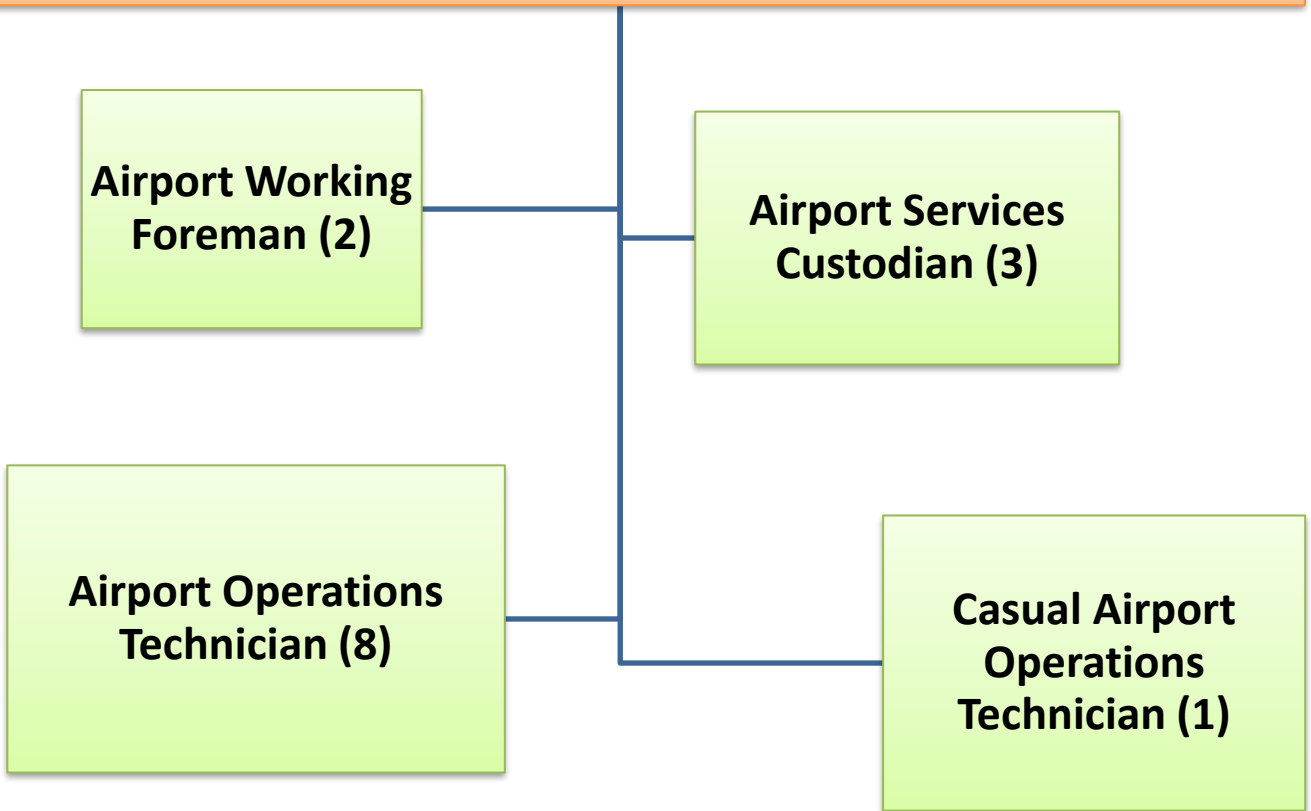 Airport Working
Foreman (2)
Airport Services
Custodian (3)
Airport Operations
Technician (8)
Casual Airport
Operations
Technician (1)